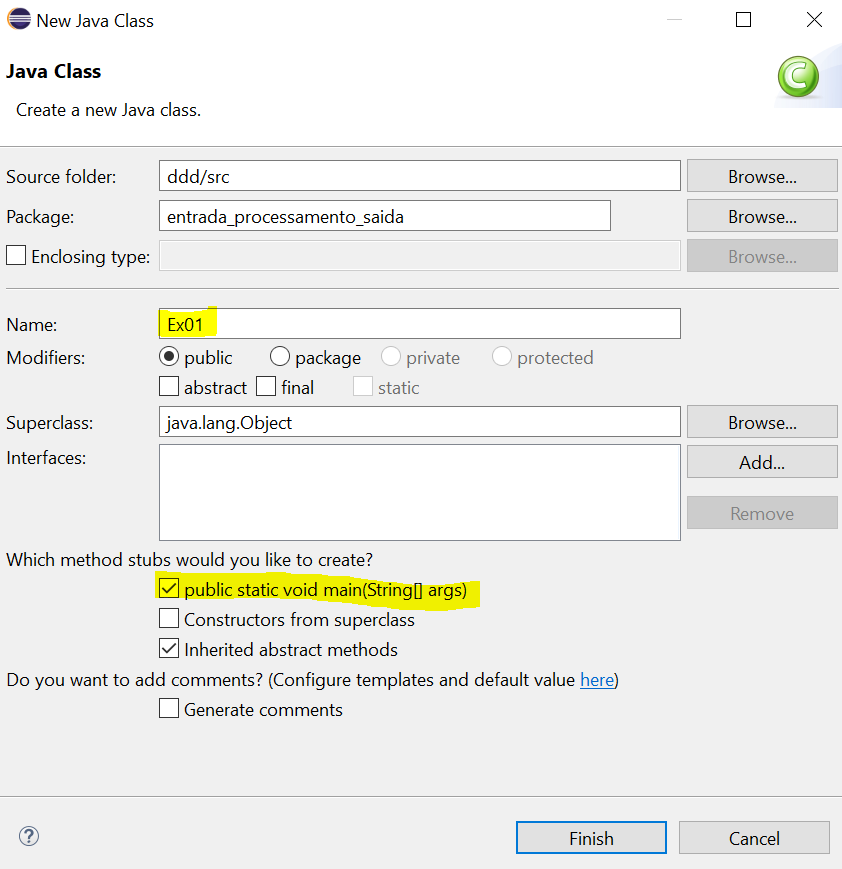 New Java Class
Java Class
Create a new Java class.
Source folder: ddd/src Browse...
Package: entrada_processamento_saida Browse...
Enclosing type: Browse...
Name: Ex01
Modifiers: public package private protected
abstract final static
Superclass: java.lang.Object Browse...
Interfaces: Add...
Remove
Which method stubs would you like to create?
public static void main(String[] args)
Constructors from superclass
Inherited abstract methods
Do you want to add comments? (Configure templates and default value here)
Generate comments
? Finish Cancel